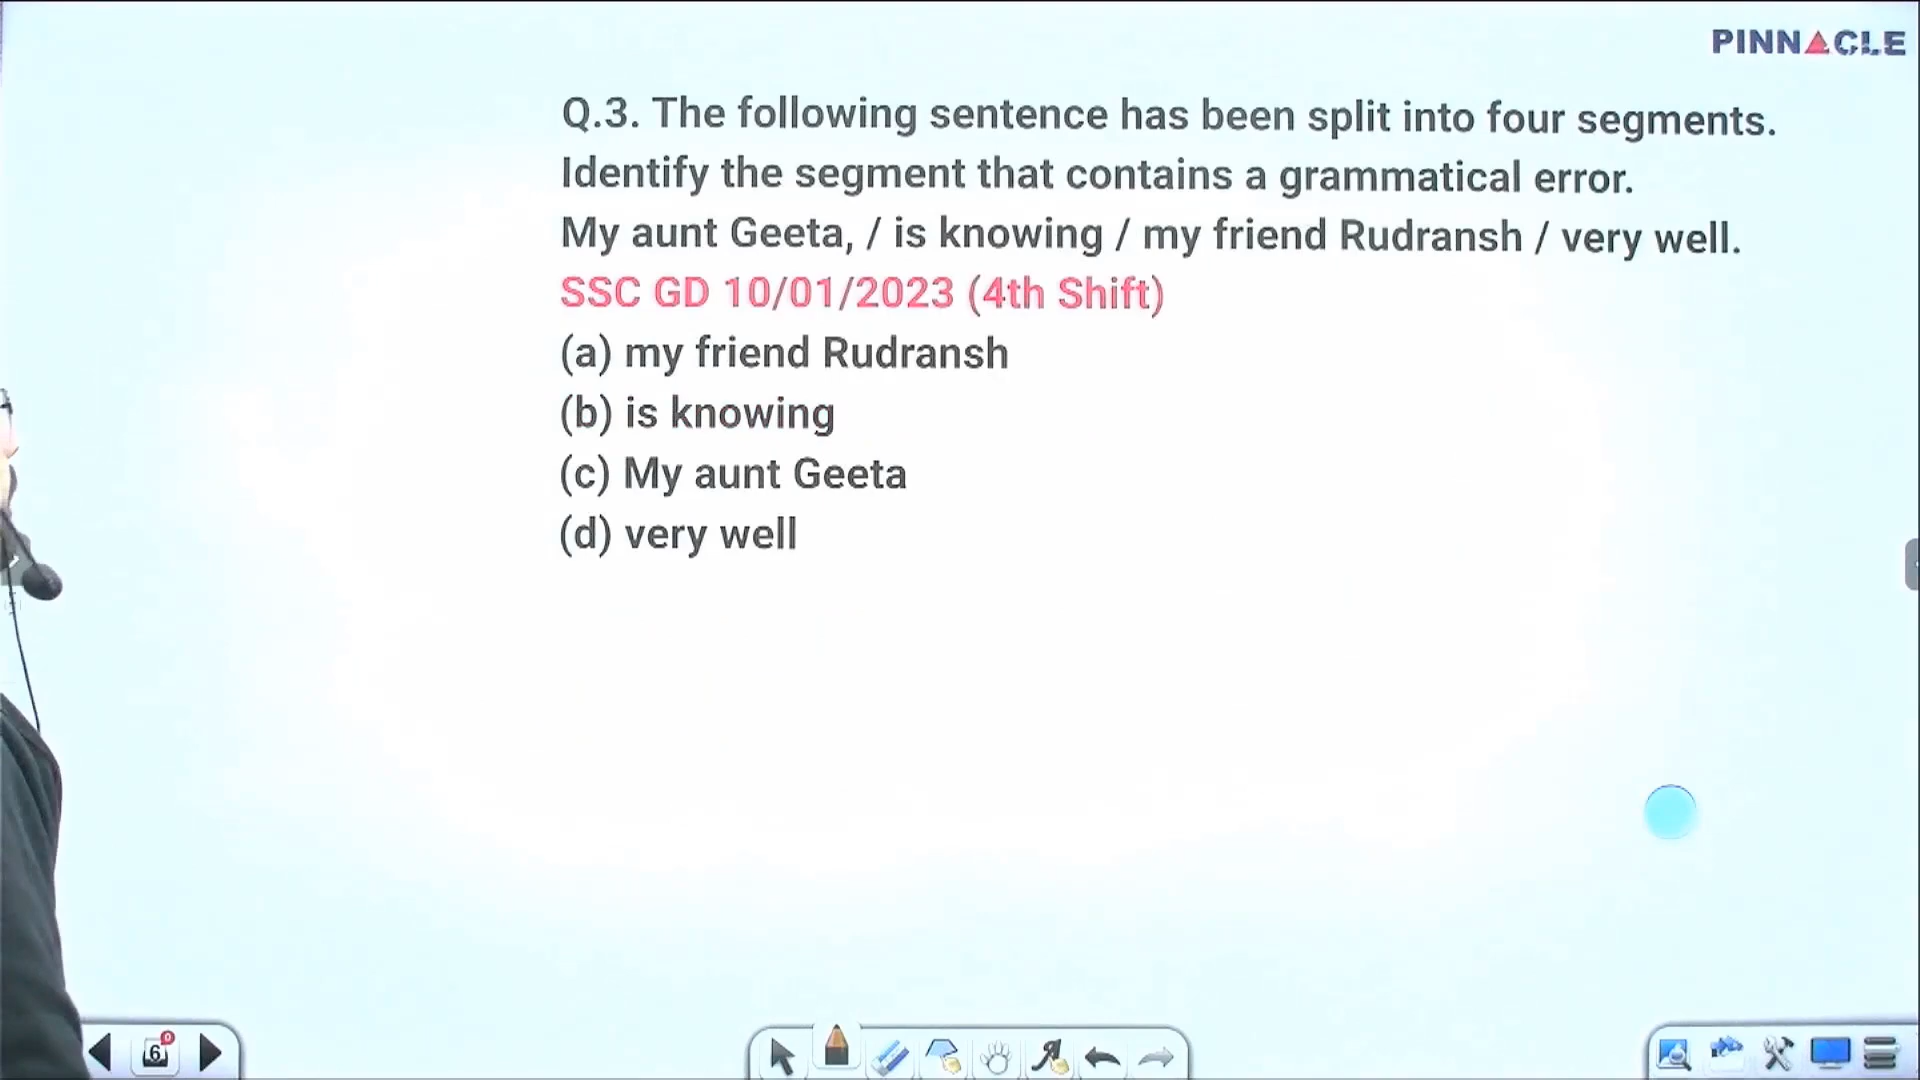 PINNACLE
Q.3. The following sentence has been split into four segments.
Identify the segment that contains a grammatical error.
My aunt Geeta, / is knowing / my friend Rudransh / very well.
SSC GD 10/01/2023 (4th Shift)
(a) my friend Rudransh
(b) is knowing
(c) My aunt Geeta
(d) very well
6